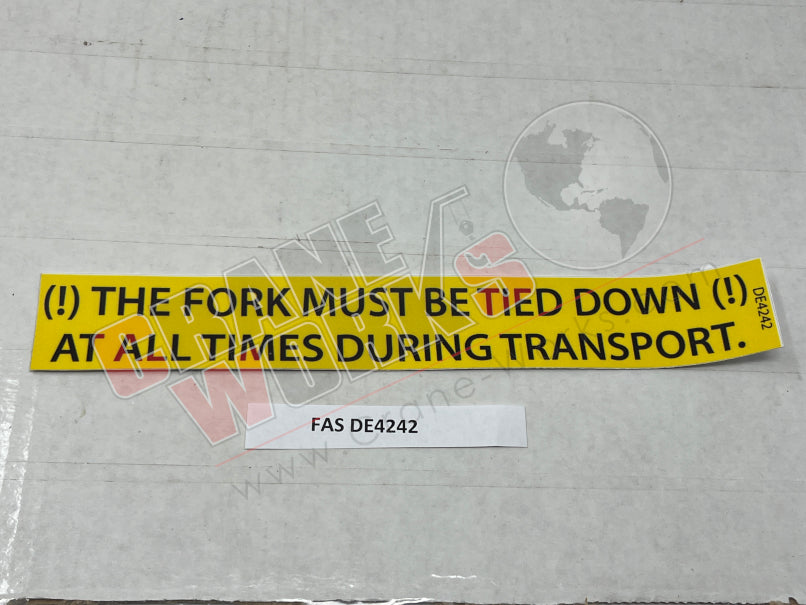 (!) THE FORK MUST BE TIED DOWN (!)
AT ALL TIMES DURING TRANSPORT.
DE4242
FAS DE4242
CRANE
WORKS
www.Crane-Works.com